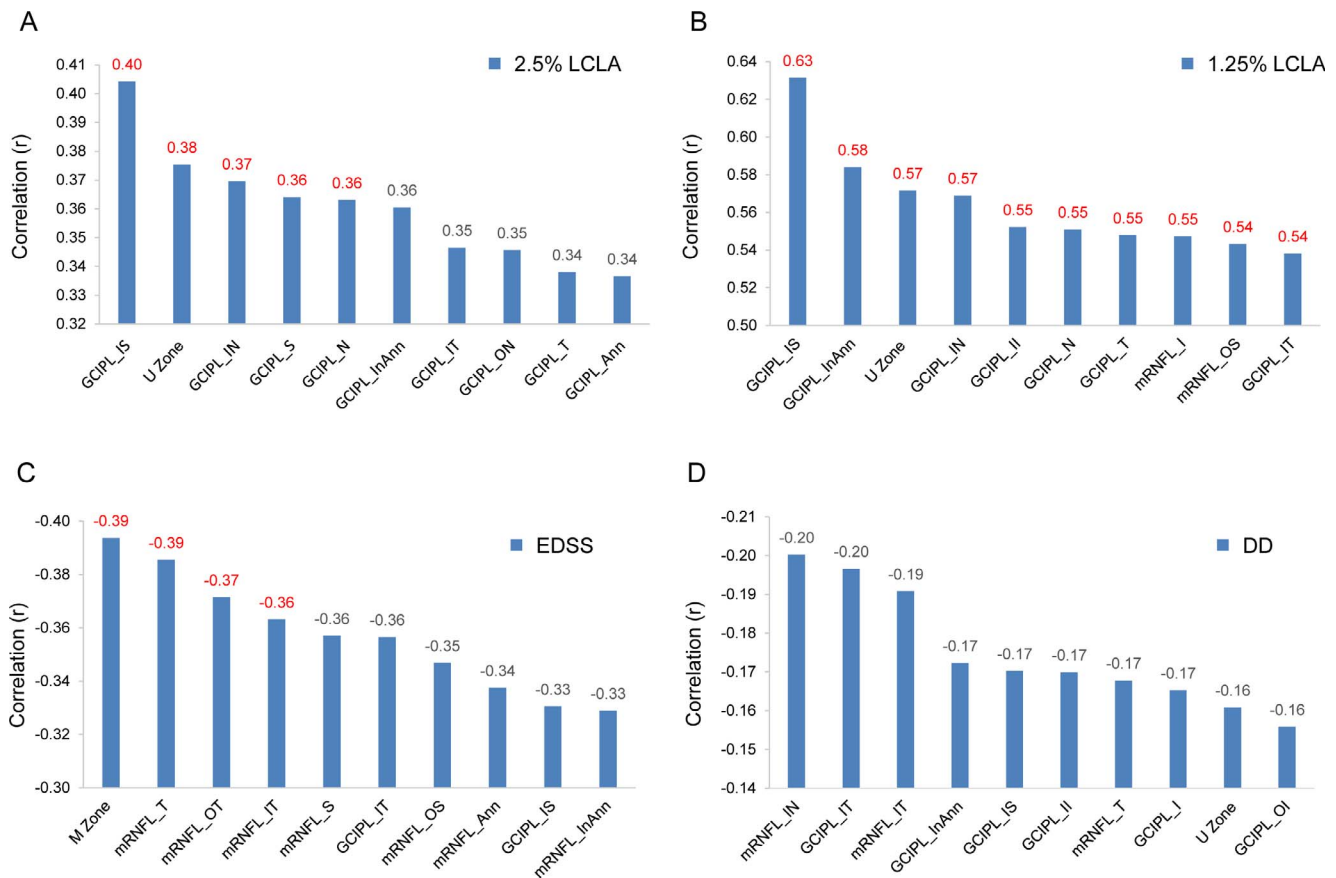 A
2.5% LCLA
Correlation (r)
0.41
0.40
0.39
0.38
0.37
0.36
0.35
0.34
0.33
0.32
0.40
0.38
0.37
0.36
0.36
0.36
0.35
0.35
0.34
0.34
GCIPL_IS
U Zone
GCIPL_IN
GCIPL_S
GCIPL_N
GCIPL_InAnn
GCIPL_IT
GCIPL_ON
GCIPL_T
GCIPL_Ann
B
1.25% LCLA
Correlation (r)
0.64
0.62
0.60
0.58
0.56
0.54
0.52
0.50
0.63
0.58
0.57
0.57
0.55
0.55
0.55
0.55
0.54
0.54
GCIPL_IS
GCIPL_InAnn
U Zone
GCIPL_IN
GCIPL_II
GCIPL_N
GCIPL_T
mRNFL_I
mRNFL_OS
GCIPL_IT
C
EDSS
Correlation (r)
-0.40
-0.38
-0.36
-0.34
-0.32
-0.30
-0.39
-0.39
-0.37
-0.36
-0.36
-0.36
-0.35
-0.34
-0.33
-0.33
M Zone
mRNFL_T
mRNFL_OT
mRNFL_IT
mRNFL_S
GCIPL_IT
mRNFL_OS
mRNFL_Ann
GCIPL_IS
mRNFL_InAnn
D
DD
Correlation (r)
-0.21
-0.20
-0.19
-0.18
-0.17
-0.16
-0.15
-0.14
-0.20
-0.20
-0.19
-0.17
-0.17
-0.17
-0.17
-0.17
-0.16
-0.16
mRNFL_IN
GCIPL_IT
mRNFL_IT
GCIPL_InAnn
GCIPL_IS
GCIPL_II
mRNFL_T
GCIPL_I
U Zone
GCIPL_OI